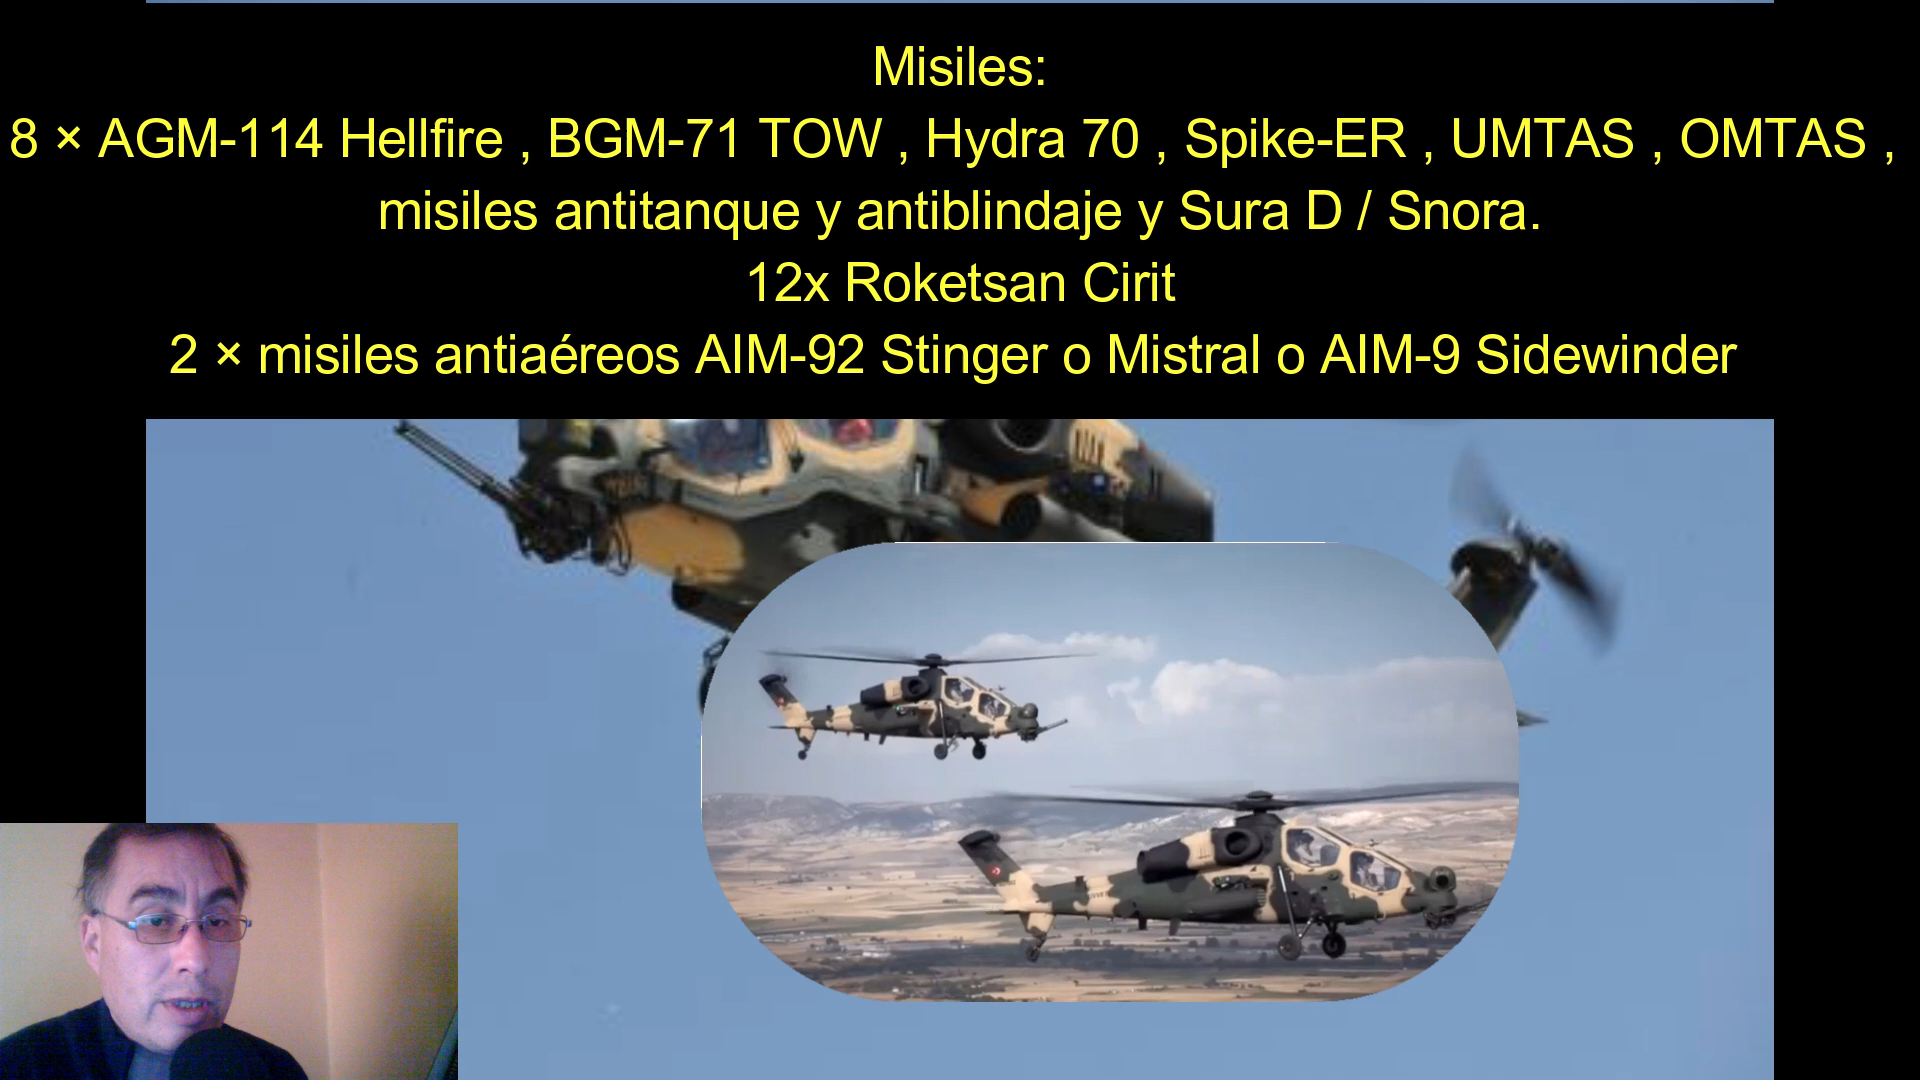 Misiles:
8 × AGM-114 Hellfire , BGM-71 TOW , Hydra 70 , Spike-ER , UMTAS , OMTAS ,
misiles antitanque y antiblindaje y Sura D / Snora.
12x Roketsan Cirit
2 × misiles antiaéreos AIM-92 Stinger o Mistral o AIM-9 Sidewinder